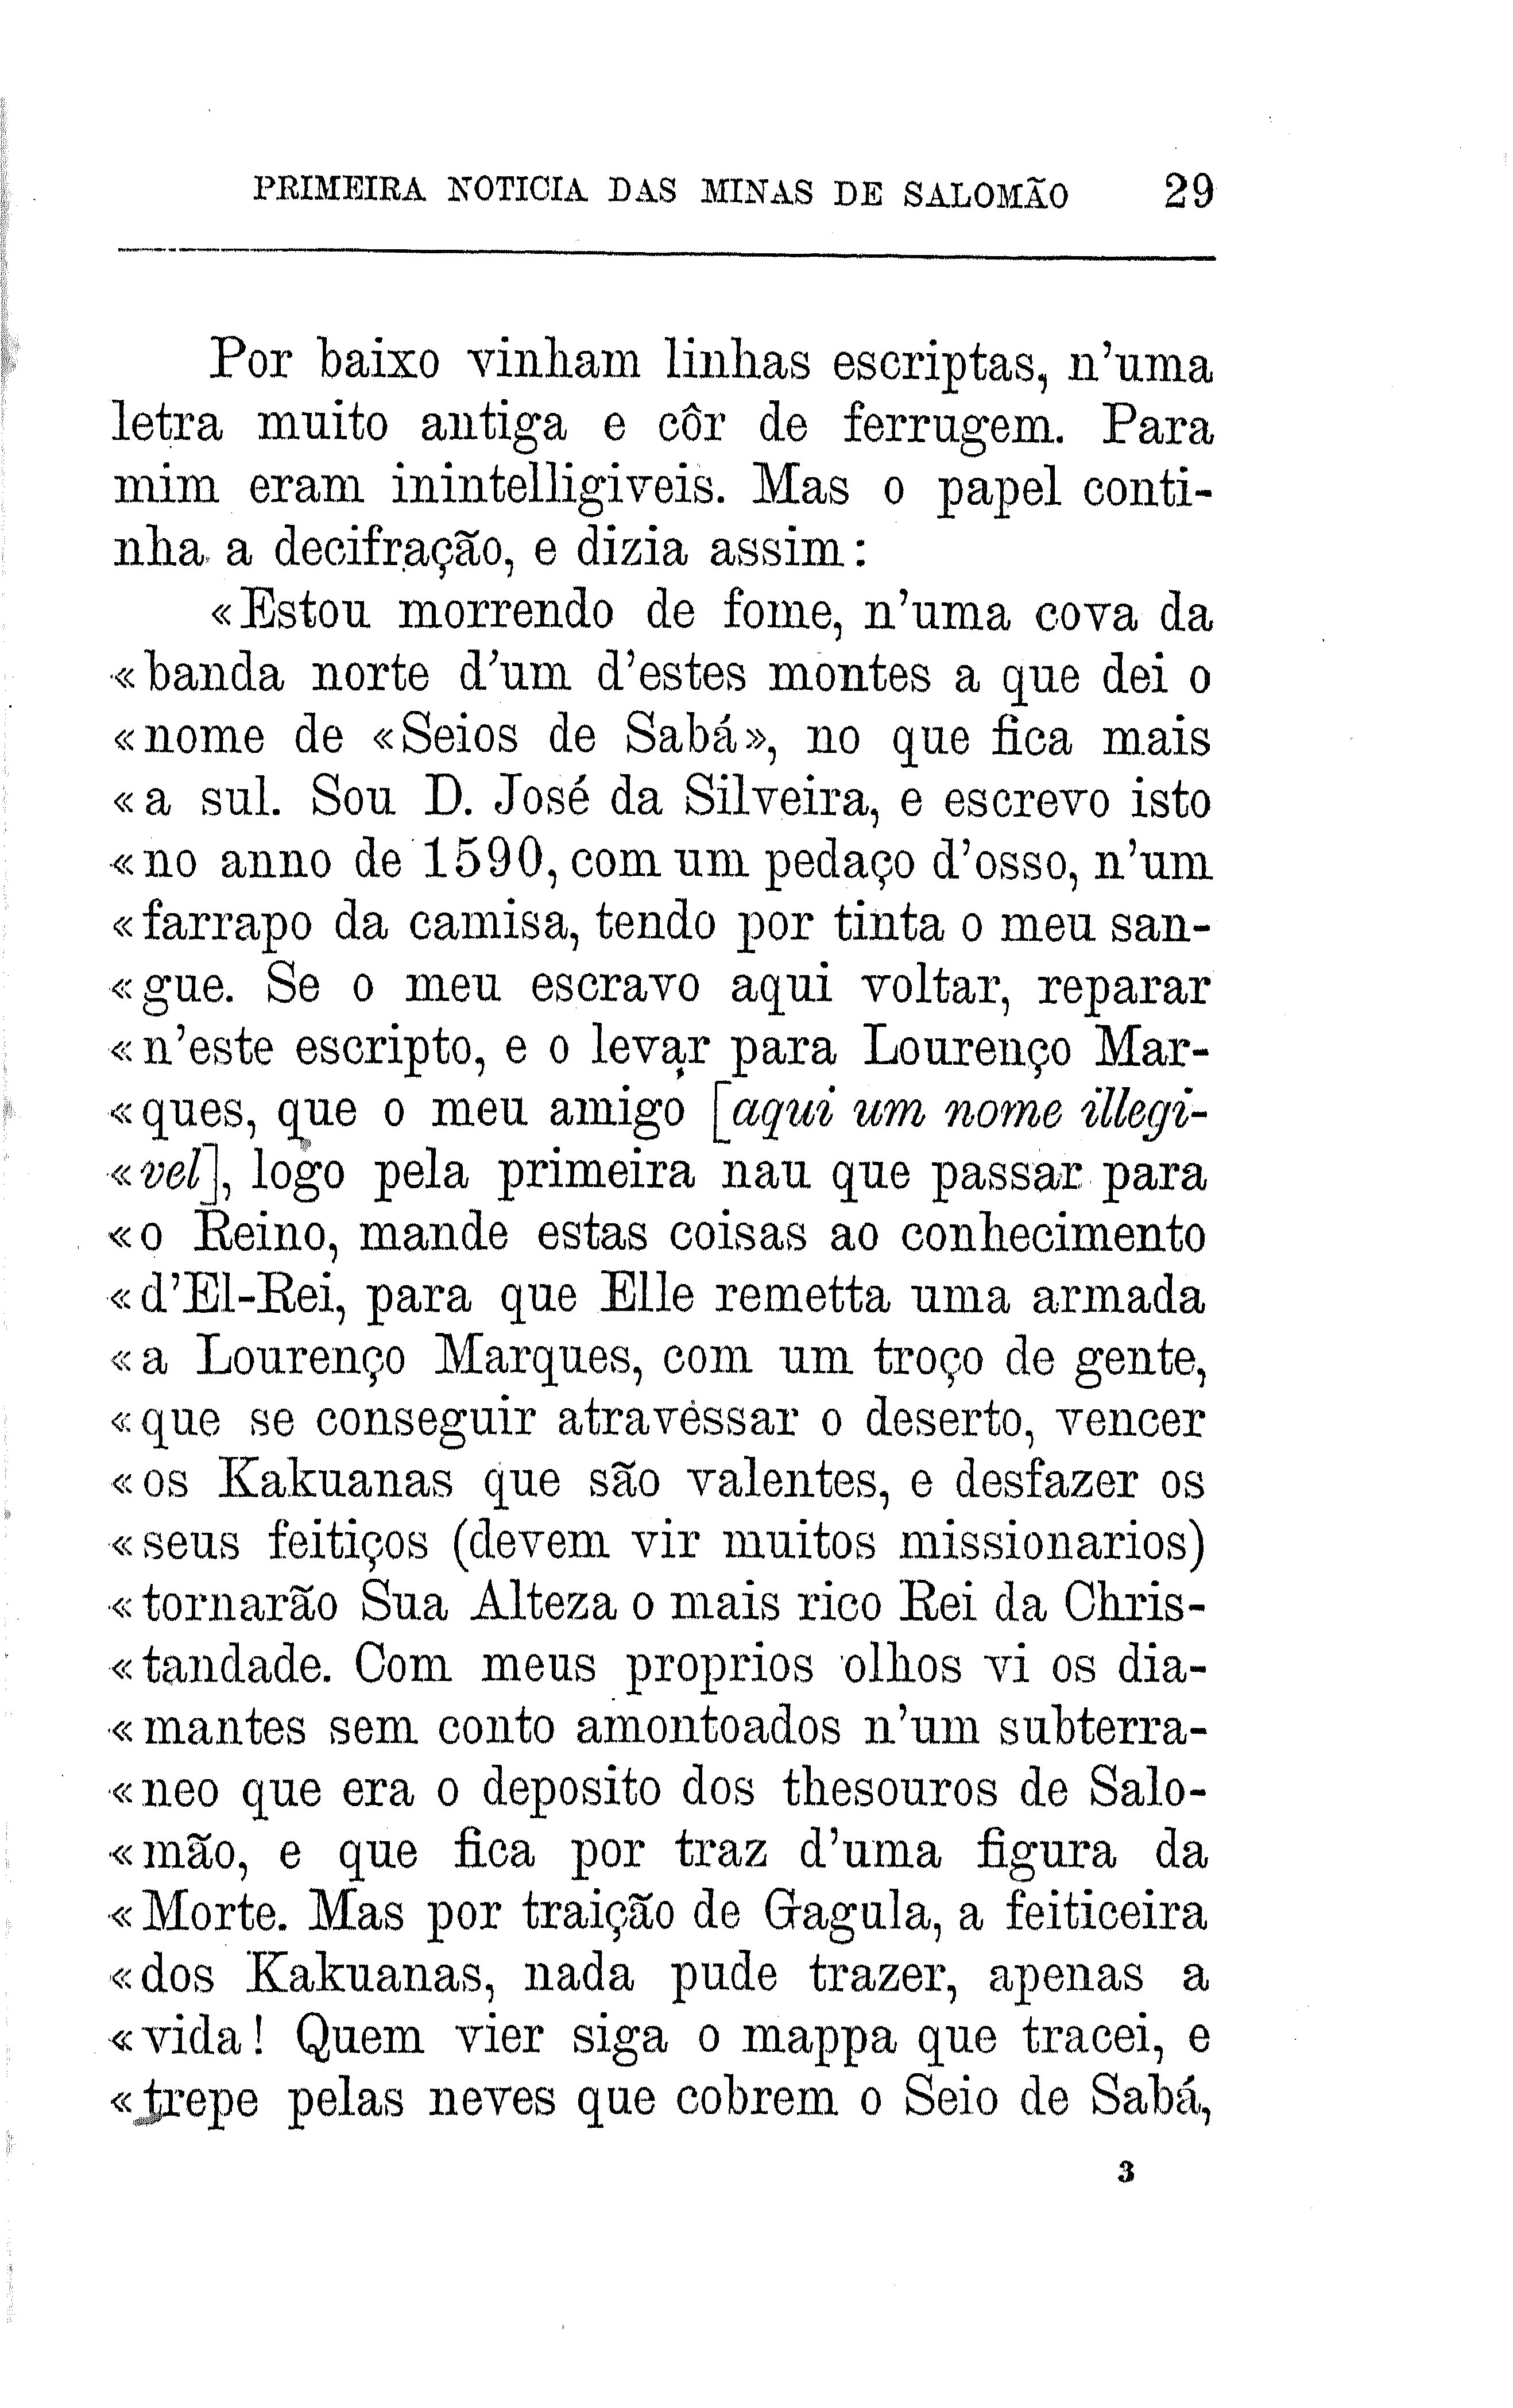 PRIMEIRA NOTICIA DAS MINAS DE SALOMÃO 29
Por baixo vinham linhas escriptas, n'uma
letra muito antiga e côr de ferrugem. Para
mim eram inintelligiveis. Mas o papel conti-
nha a decifração, e dizia assim:
«Estou morrendo de fome, n'uma cova da
«banda norte d'um d'estes montes a que dei o
«nome de «Seios de Sabá», no que fica mais
«a sul. Sou D. José da Silveira, e escrevo isto
«no anno de 1590, com um pedaço d'osso, n'um
«farrapo da camisa, tendo por tinta o meu san-
«gue. Se o meu escravo aqui voltar, reparar
«n'este escripto, e o levar para Lourenço Mar-
«ques, que o meu amigo [aqui um nome illegi-
«vel], logo pela primeira nau que passar para
«o Reino, mande estas coisas ao conhecimento
«d'El-Rei, para que Elle remetta uma armada
«a Lourenço Marques, com um troço de gente,
«que se conseguir atravessar o deserto, vencer
«os Kakuanas que são valentes, e desfazer os
«seus feitiços (devem vir muitos missionarios)
«tornarão Sua Alteza o mais rico Rei da Chris-
«tandade. Com meus proprios olhos vi os dia-
«mantes sem conto amontoados n'um subterra-
«neo que era o deposito dos thesouros de Salo-
«mão, e que fica por traz d'uma figura da
«Morte. Mas por traição de Gagula, a feiticeira
«dos Kakuanas, nada pude trazer, apenas a
«vida! Quem vier siga o mappa que tracei, e
«trepe pelas neves que cobrem o Seio de Sabá,
3